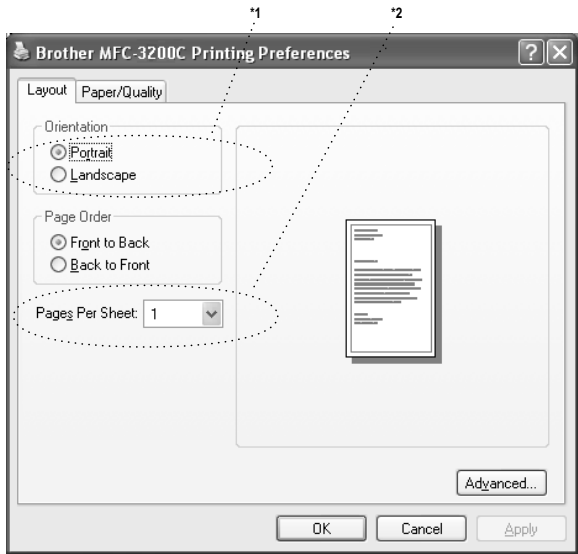 *1 *2
Brother MFC-3200C Printing Preferences
Layout Paper/Quality
Orientation
Portrait
Landscape
Page Order
Front to Back
Back to Front
Pages Per Sheet: 1
Advanced...
OK Cancel Apply